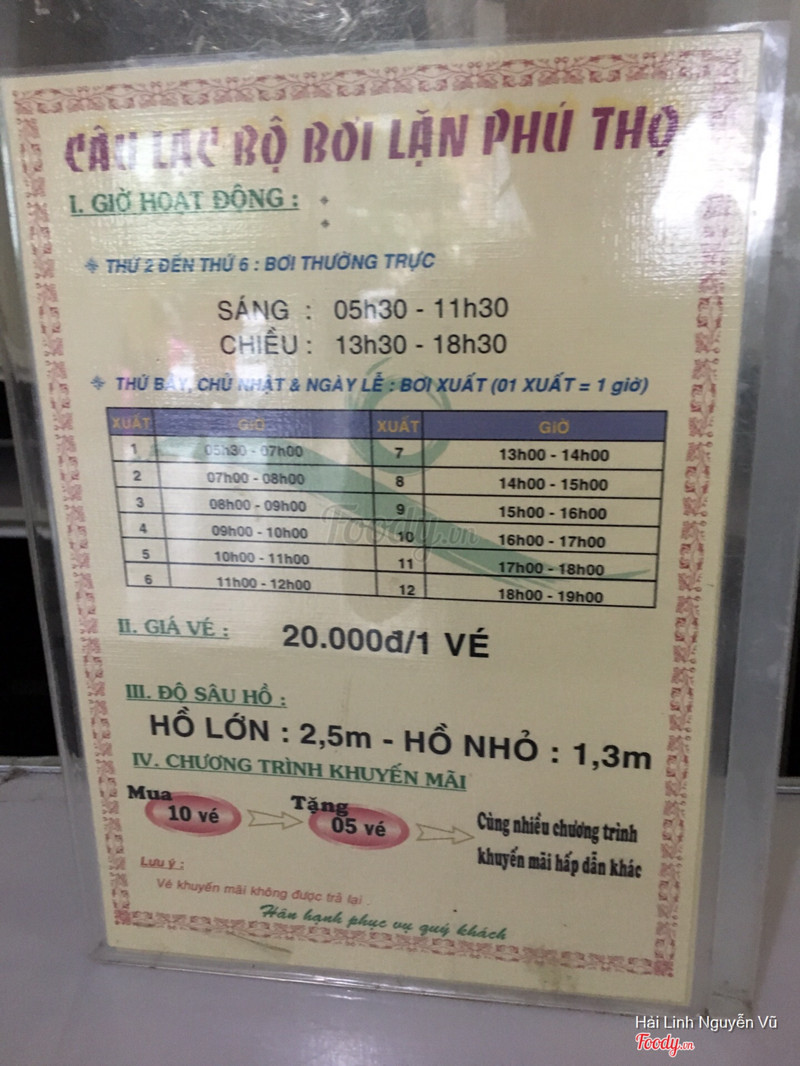 CÂU LẠC BỘ BƠI LẶN PHÚ THỌ
I. GIỜ HOẠT ĐỘNG :
THỨ 2 ĐẾN THỨ 6 : BƠI THƯỜNG TRỰC
SÁNG : 05h30 - 11h30
CHIỀU : 13h30 - 18h30
THỨ BẢY, CHỦ NHẬT & NGÀY LỄ : BƠI XUẤT (01 XUẤT = 1 giờ)
XUẤT GIỜ XUẤT GIỜ
1 05h30 - 07h00 7 13h00 - 14h00
2 07h00 - 08h00 8 14h00 - 15h00
3 08h00 - 09h00 9 15h00 - 16h00
4 09h00 - 10h00 10 16h00 - 17h00
5 10h00 - 11h00 11 17h00 - 18h00
6 11h00 - 12h00 12 18h00 - 19h00
Foody.vn
II. GIÁ VÉ : 20.000đ/1 VÉ
III. ĐỘ SÂU HỒ :
HỒ LỚN : 2,5m - HỒ NHỎ : 1,3m
IV. CHƯƠNG TRÌNH KHUYẾN MÃI
Mua 10 vé Tặng 05 vé Cùng nhiều chương trình
khuyến mãi hấp dẫn khác
Lưu ý :
Vé khuyến mãi không được trả lại .
Hân hạnh phục vụ quý khách
Hải Linh Nguyễn Vũ
Foody.vn